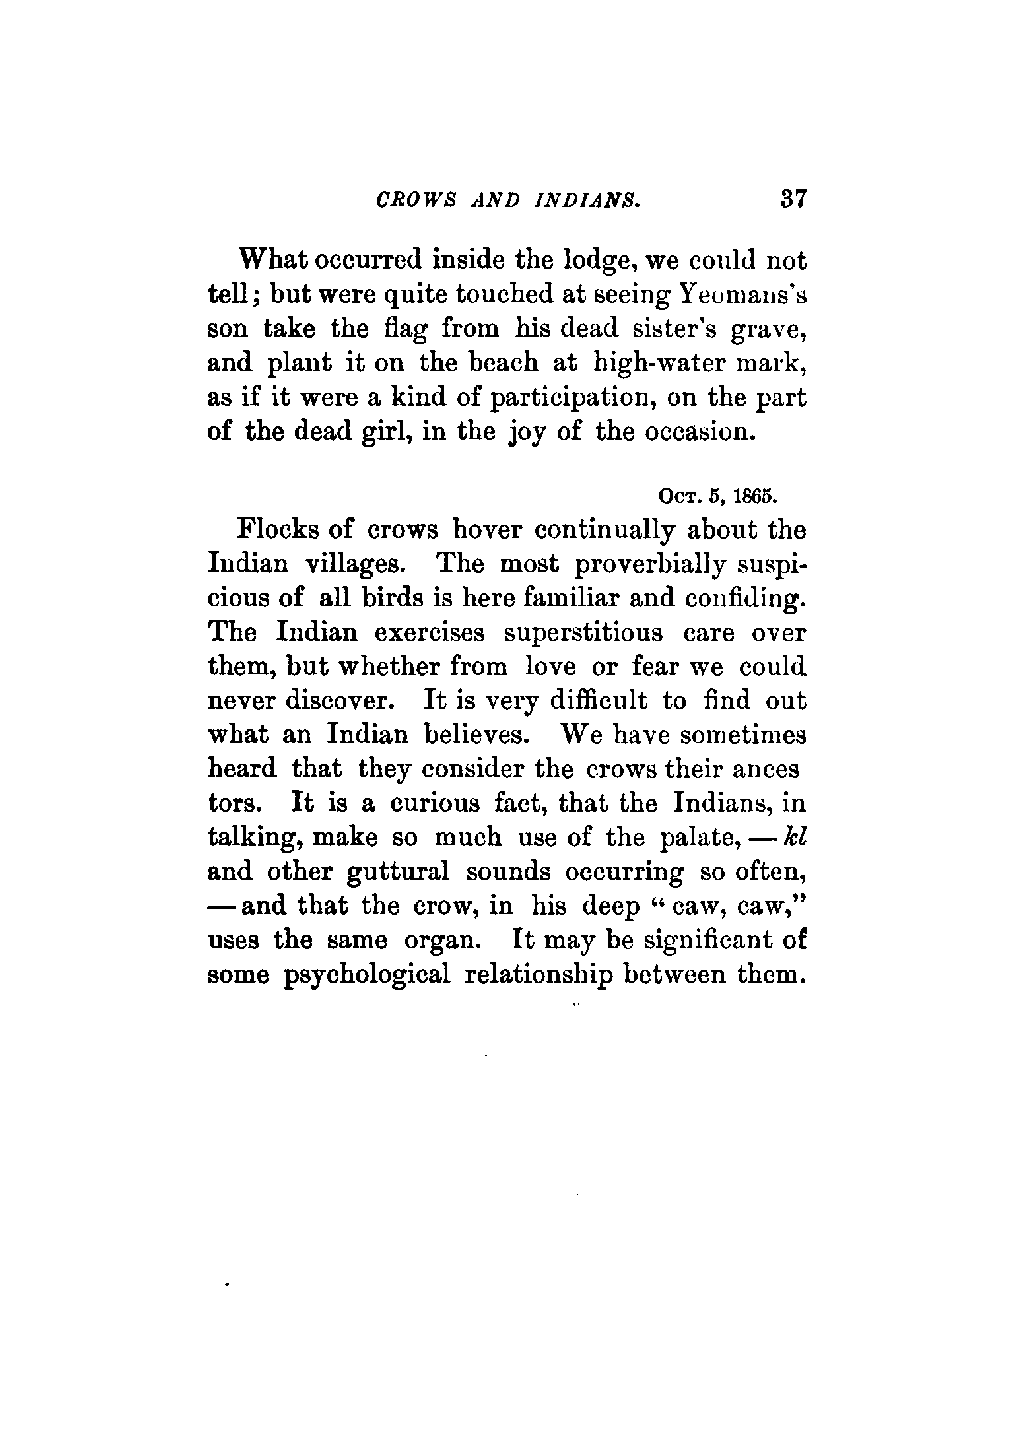 CROWS AND INDIANS. 37
What occurred inside the lodge, we could not
tell; but were quite touched at seeing Yeomans's
son take the flag from his dead sister's grave,
and plant it on the beach at high-water mark,
as if it were a kind of participation, on the part
of the dead girl, in the joy of the occasion.
OCT. 5, 1865.
Flocks of crows hover continually about the
Indian villages. The most proverbially suspi-
cious of all birds is here familiar and confiding.
The Indian exercises superstitious care over
them, but whether from love or fear we could
never discover. It is very difficult to find out
what an Indian believes. We have sometimes
heard that they consider the crows their ances
tors. It is a curious fact, that the Indians, in
talking, make so much use of the palate, — kl
and other guttural sounds occurring so often,
— and that the crow, in his deep “ caw, caw,”
uses the same organ. It may be significant of
some psychological relationship between them.